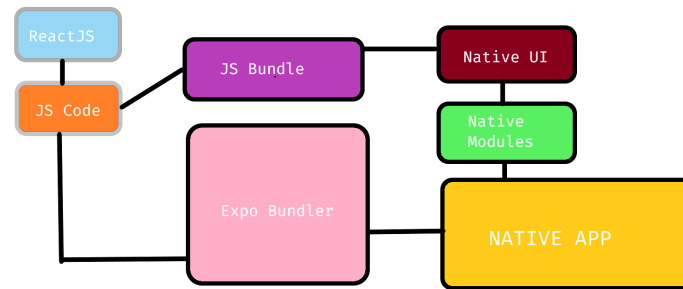 ReactJS
JS Code
JS Bundle
Native UI
Native
Modules
Expo Bundler
NATIVE APP